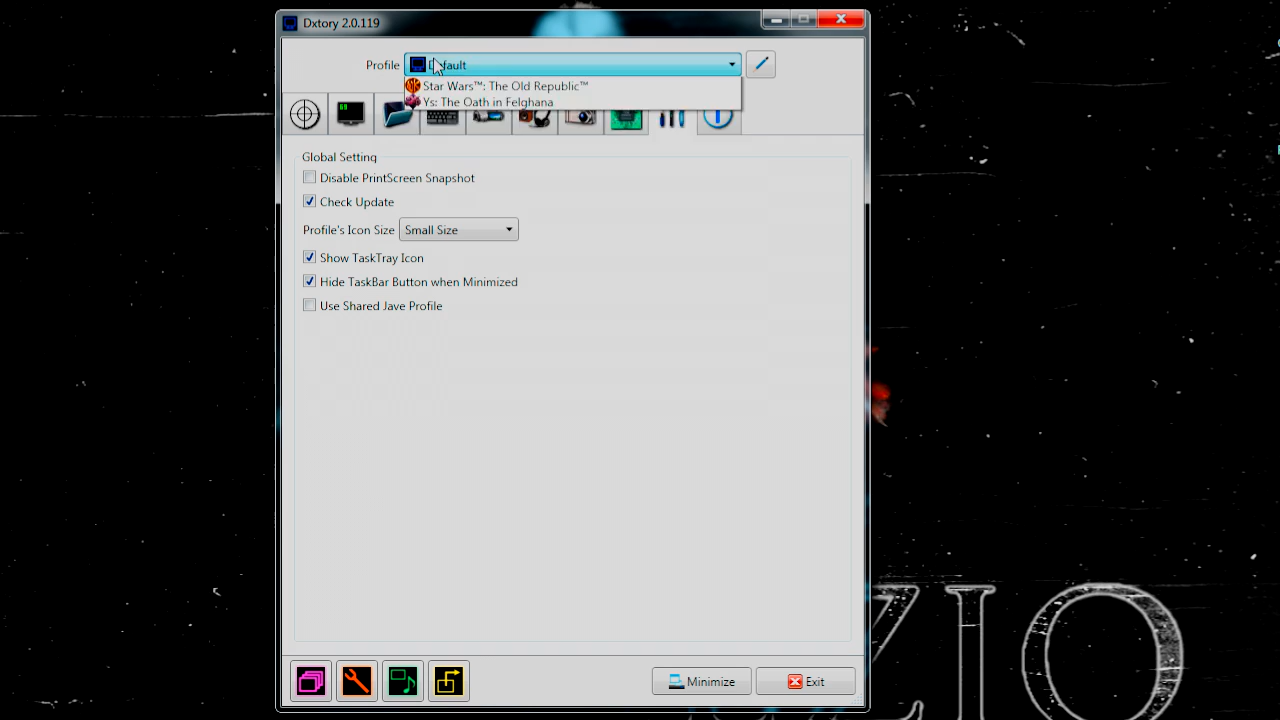 Dxtory 2.0.119
Profile
Default
Star Wars™: The Old Republic™
Ys: The Oath in Felghana
Global Setting
Disable PrintScreen Snapshot
Check Update
Profile's Icon Size
Small Size
Show TaskTray Icon
Hide TaskBar Button when Minimized
Use Shared Jave Profile
Minimize
Exit
ZIO